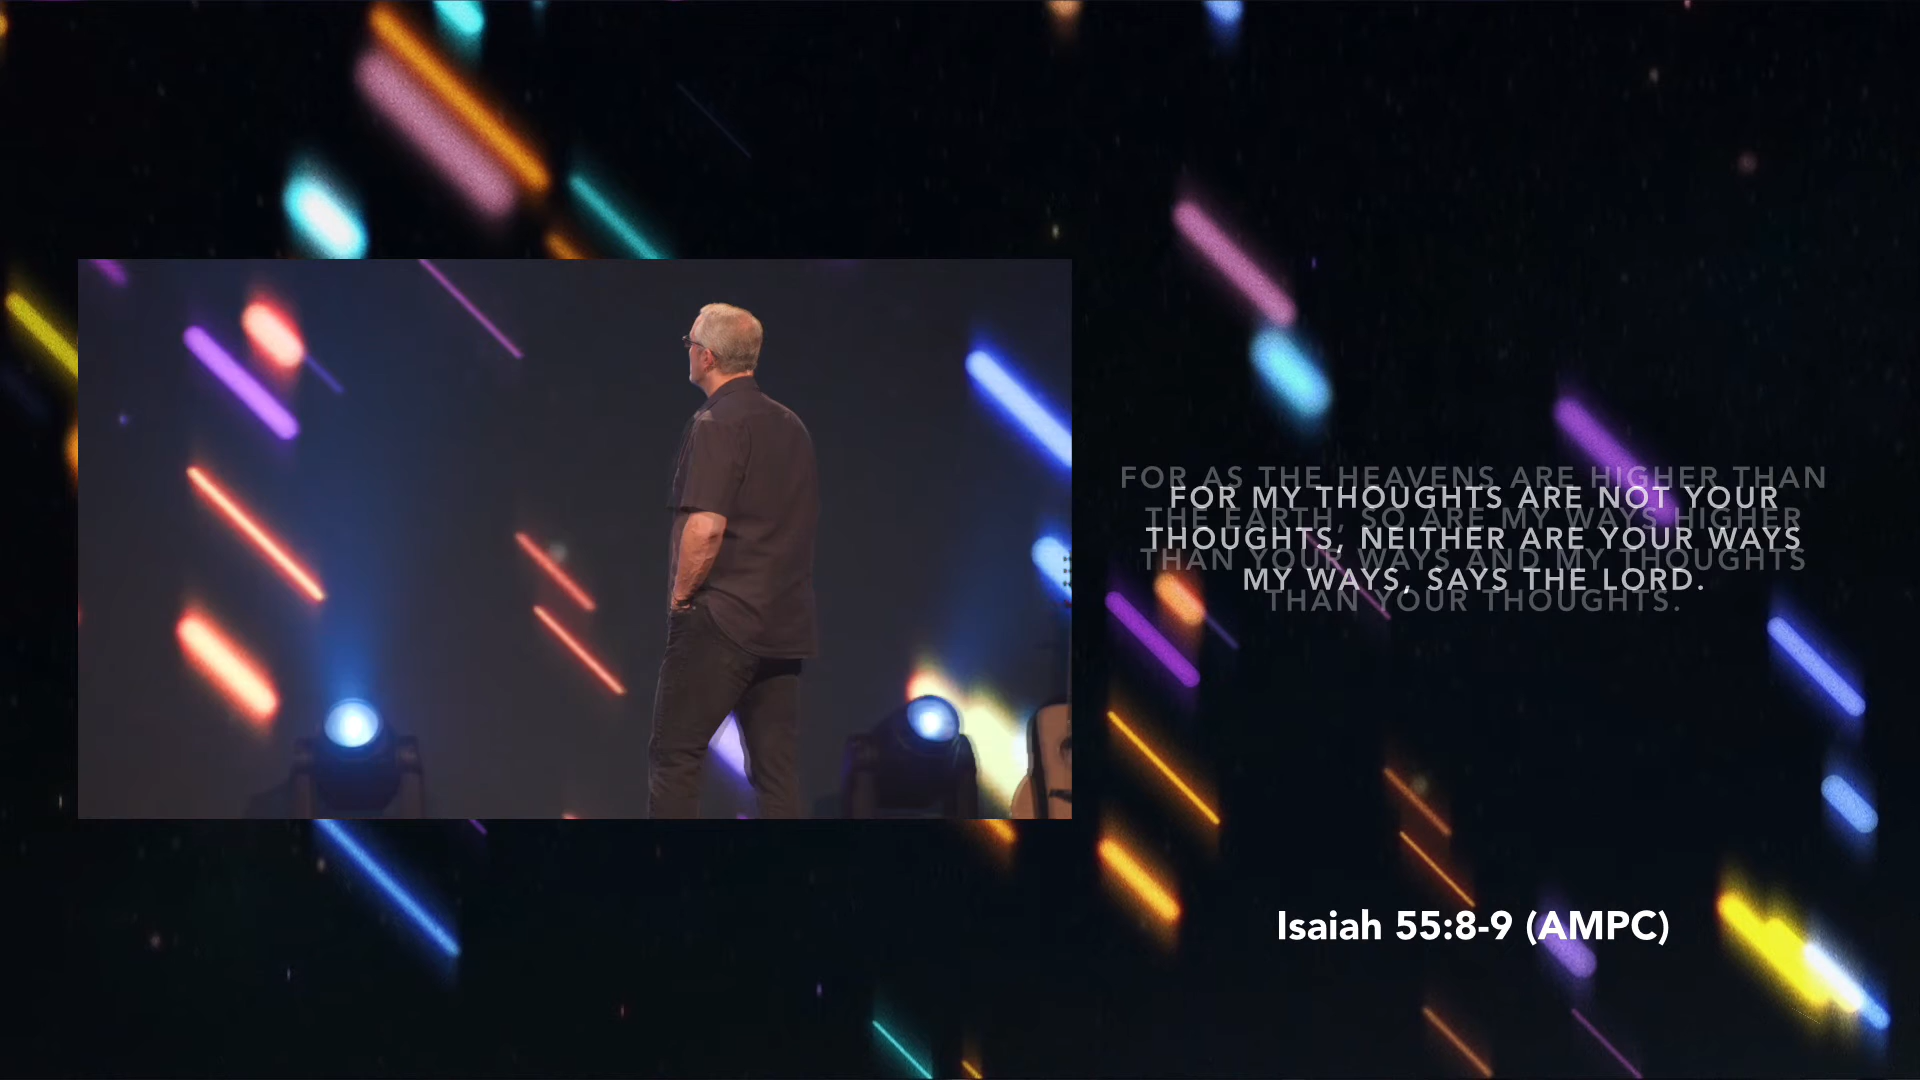 FOR AS THE HEAVENS ARE HIGHER THAN
THE EARTH, SO ARE MY WAYS HIGHER
THAN YOUR WAYS AND MY THOUGHTS
THAN YOUR THOUGHTS.
FOR MY THOUGHTS ARE NOT YOUR
THOUGHTS, NEITHER ARE YOUR WAYS
MY WAYS, SAYS THE LORD.
Isaiah 55:8-9 (AMPC)